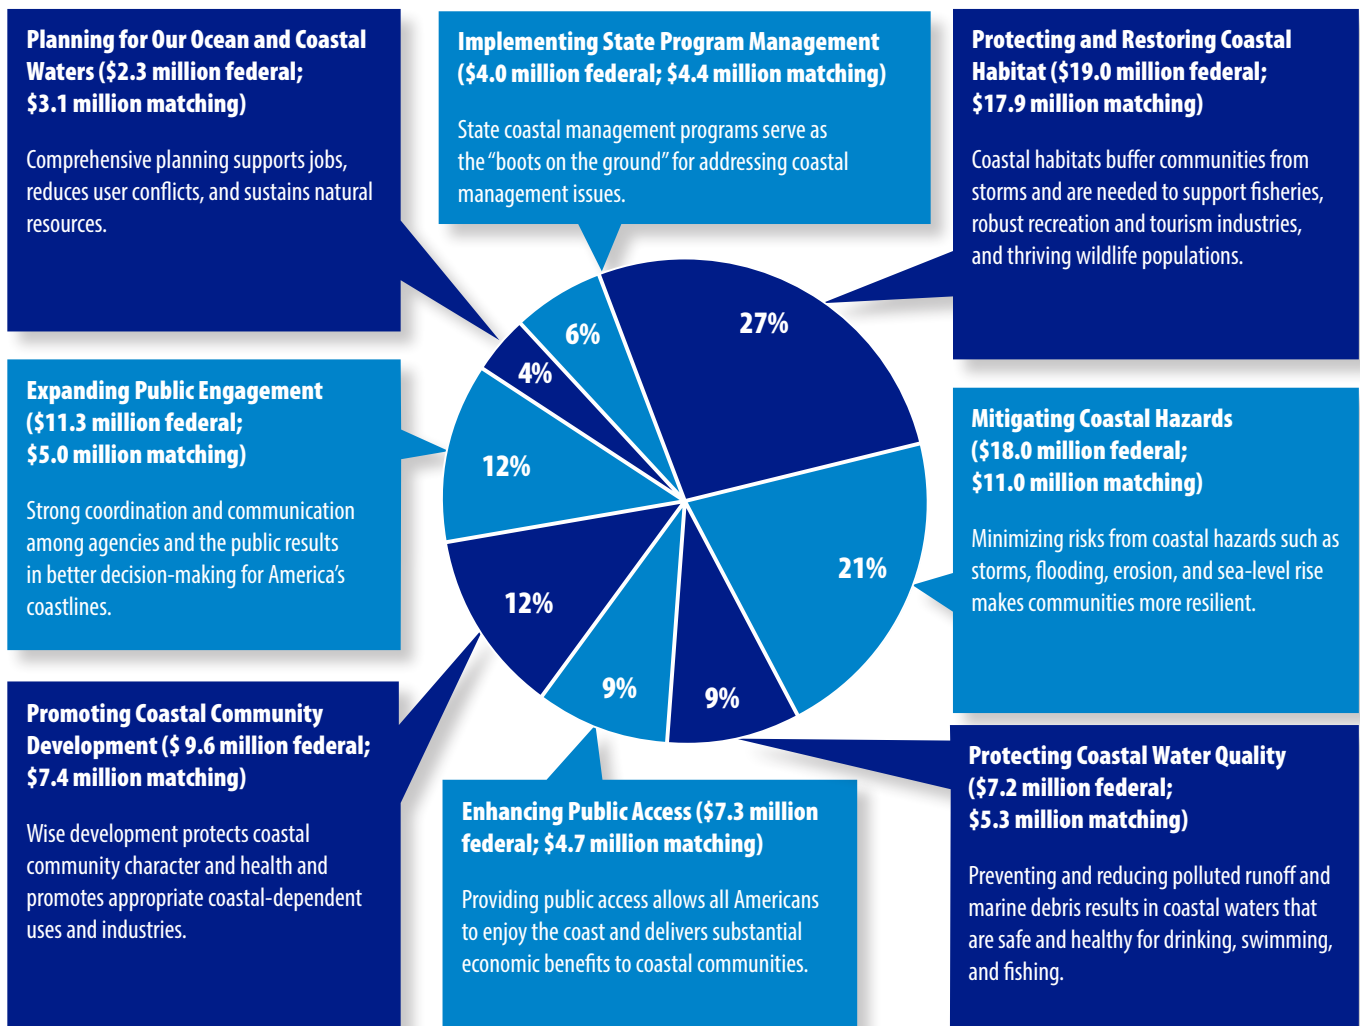 Planning for Our Ocean and Coastal
Waters ($2.3 million federal;
$3.1 million matching)
Comprehensive planning supports jobs,
reduces user conflicts, and sustains natural
resources.
Implementing State Program Management
($4.0 million federal; $4.4 million matching)
State coastal management programs serve as
the “boots on the ground” for addressing coastal
management issues.
Protecting and Restoring Coastal
Habitat ($19.0 million federal;
$17.9 million matching)
Coastal habitats buffer communities from
storms and are needed to support fisheries,
robust recreation and tourism industries,
and thriving wildlife populations.
27%
6%
4%
12%
21%
12%
9%
9%
Expanding Public Engagement
($11.3 million federal;
$5.0 million matching)
Strong coordination and communication
among agencies and the public results
in better decision-making for America’s
coastlines.
Mitigating Coastal Hazards
($18.0 million federal;
$11.0 million matching)
Minimizing risks from coastal hazards such as
storms, flooding, erosion, and sea-level rise
makes communities more resilient.
Promoting Coastal Community
Development ($ 9.6 million federal;
$7.4 million matching)
Wise development protects coastal
community character and health and
promotes appropriate coastal-dependent
uses and industries.
Enhancing Public Access ($7.3 million
federal; $4.7 million matching)
Providing public access allows all Americans
to enjoy the coast and delivers substantial
economic benefits to coastal communities.
Protecting Coastal Water Quality
($7.2 million federal;
$5.3 million matching)
Preventing and reducing polluted runoff and
marine debris results in coastal waters that
are safe and healthy for drinking, swimming,
and fishing.